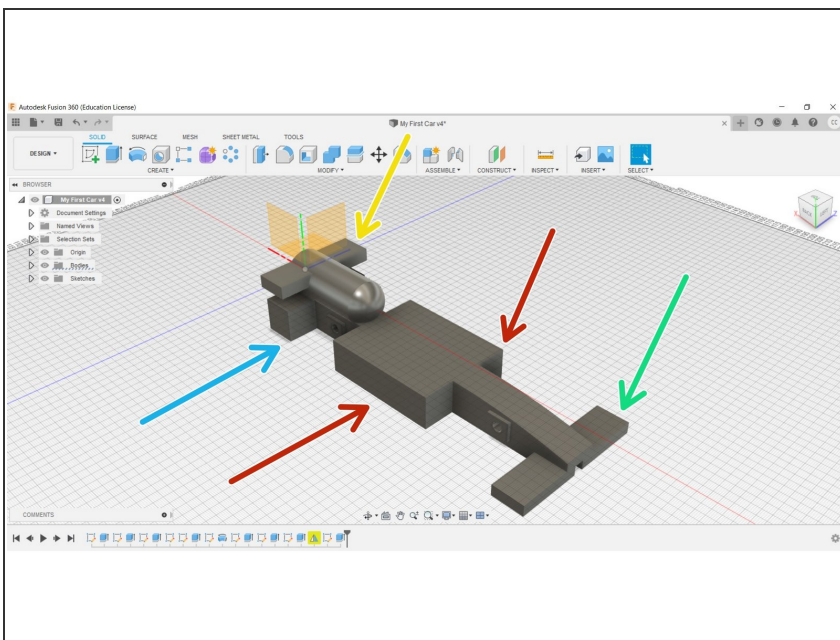 Autodesk Fusion 360 (Education License)
My First Car v4*
SOLID SURFACE MESH SHEET METAL TOOLS
DESIGN
CREATE MODIFY ASSEMBLE CONSTRUCT INSPECT INSERT SELECT
BROWSER
My First Car v4
Document Settings
Named Views
Selection Sets
Origin
Bodies
Sketches
COMMENTS